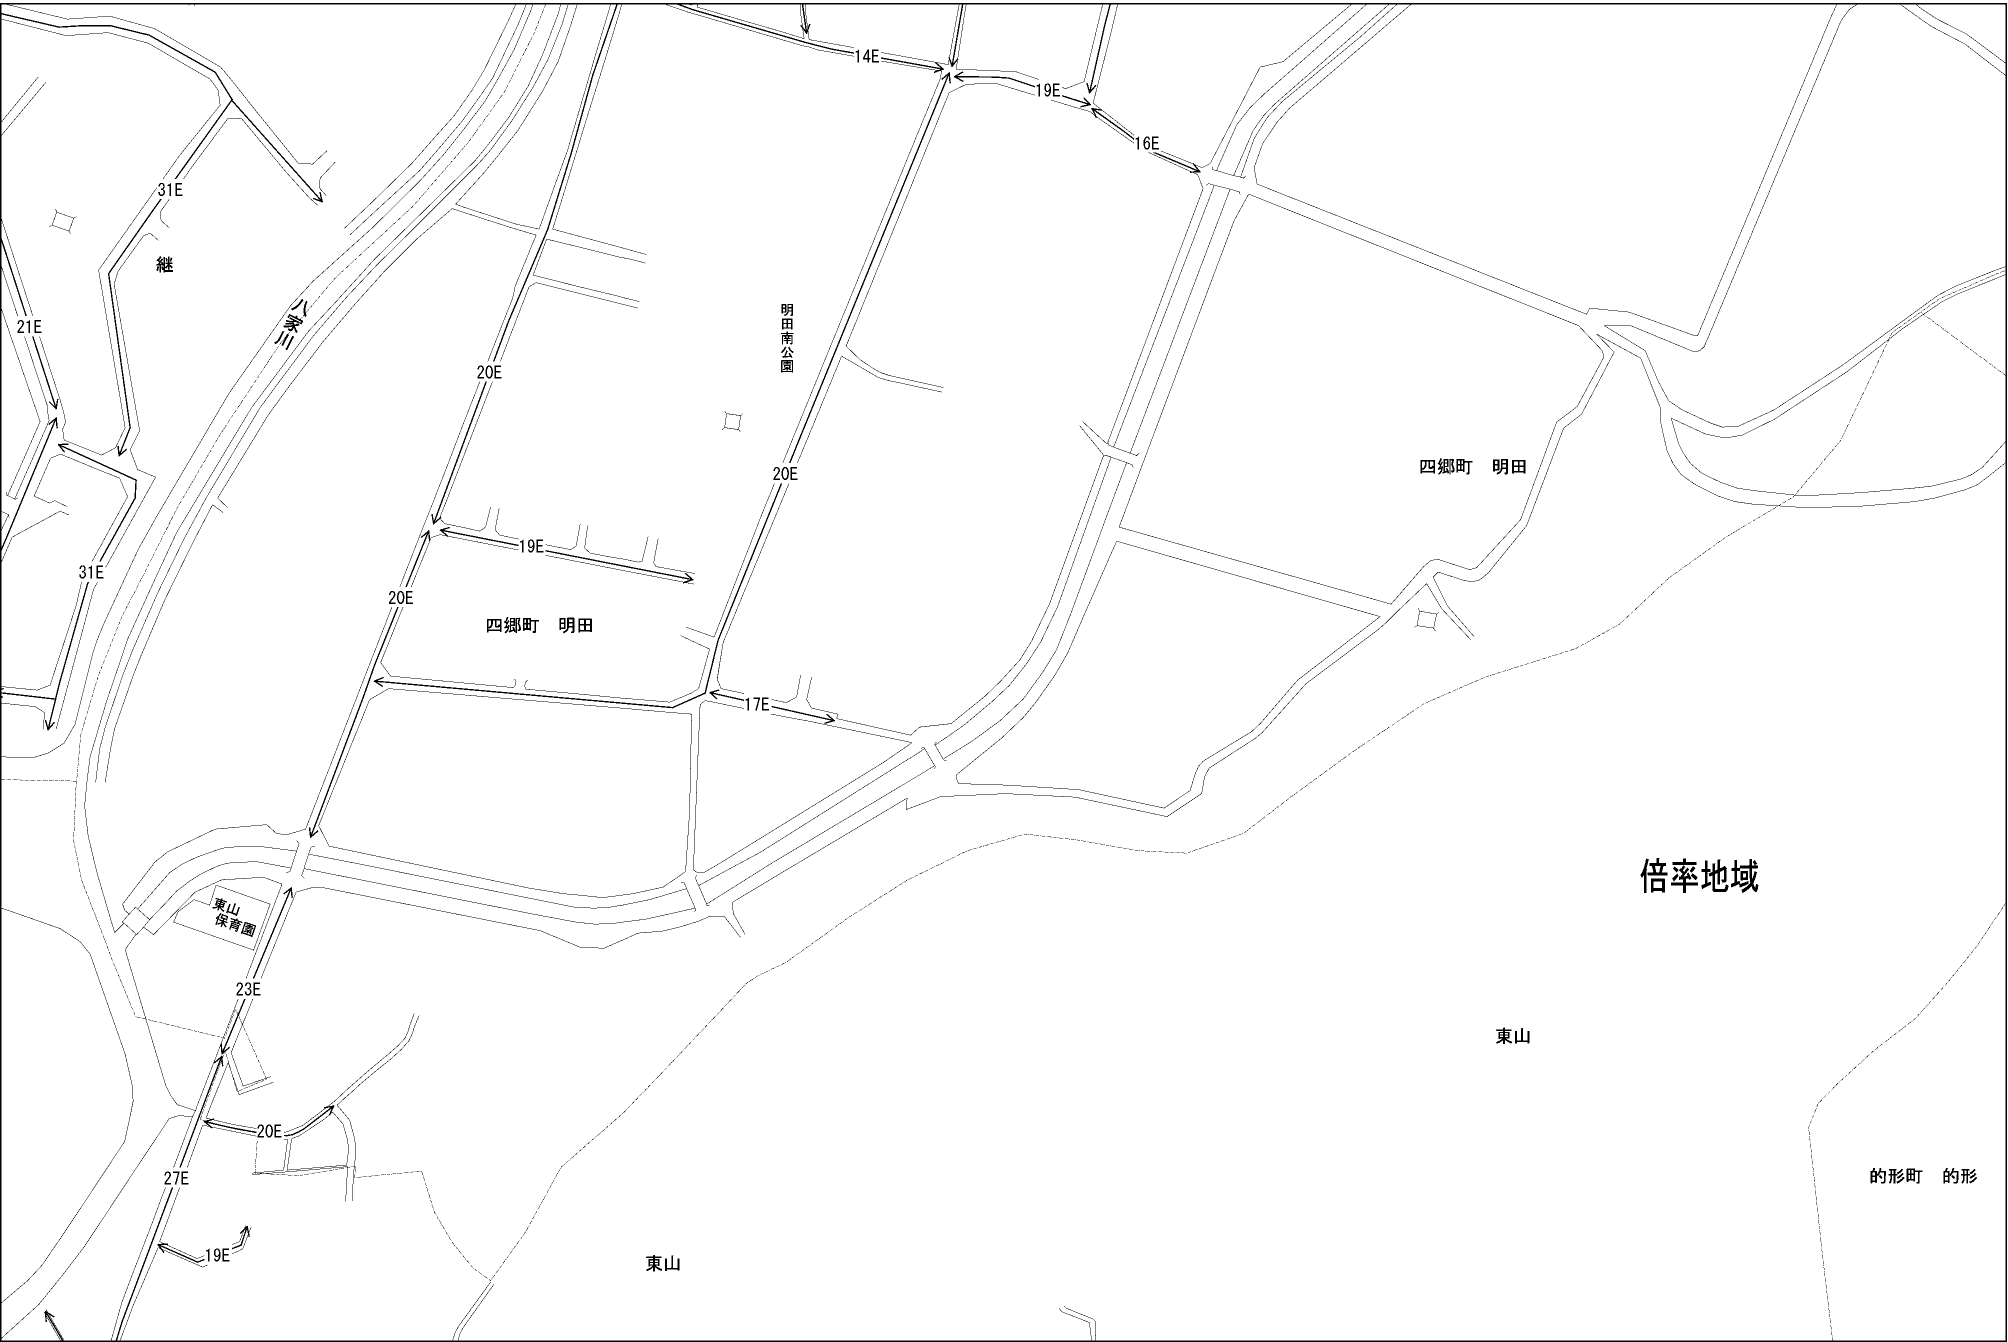 14E
19E
16E
31E
継
21E
八家川
明田南公園
20E
20E
四郷町　明田
19E
31E
20E
四郷町　明田
17E
倍率地域
東山
保育園
23E
東山
20E
27E
的形町　的形
19E
東山